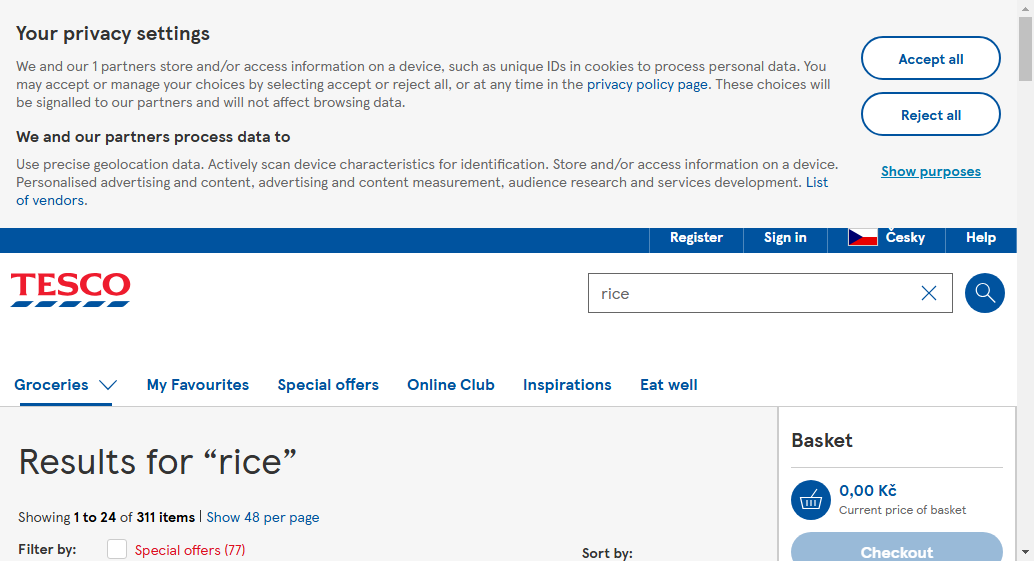 Your privacy settings
We and our 1 partners store and/or access information on a device, such as unique IDs in cookies to process personal data. You
may accept or manage your choices by selecting accept or reject all, or at any time in the privacy policy page. These choices will
be signalled to our partners and will not affect browsing data.
We and our partners process data to
Use precise geolocation data. Actively scan device characteristics for identification. Store and/or access information on a device.
Personalised advertising and content, advertising and content measurement, audience research and services development. List
of vendors.
Accept all
Reject all
Show purposes
Register Sign in Česky Help
TESCO
rice
Groceries My Favourites Special offers Online Club Inspirations Eat well
Results for “rice”
Showing 1 to 24 of 311 items | Show 48 per page
Filter by: Special offers (77)
Sort by:
Basket
0,00 Kč
Current price of basket
Checkout